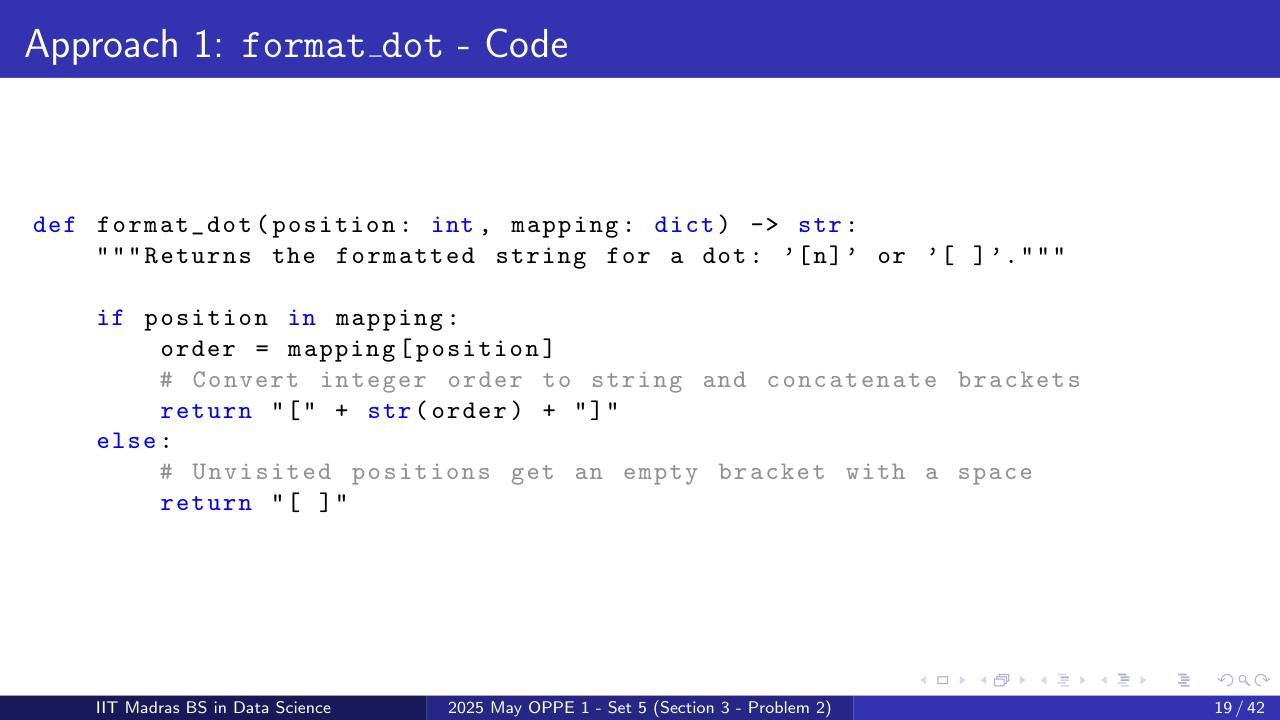 Approach 1: format_dot - Code
def format_dot(position: int, mapping: dict) -> str:
    """Returns the formatted string for a dot: '[n]' or '[ ]'."""
    if position in mapping:
        order = mapping[position]
        # Convert integer order to string and concatenate brackets
        return "[" + str(order) + "]"
    else:
        # Unvisited positions get an empty bracket with a space
        return "[ ]"
IIT Madras BS in Data Science
2025 May OPPE 1 - Set 5 (Section 3 - Problem 2)
19 / 42